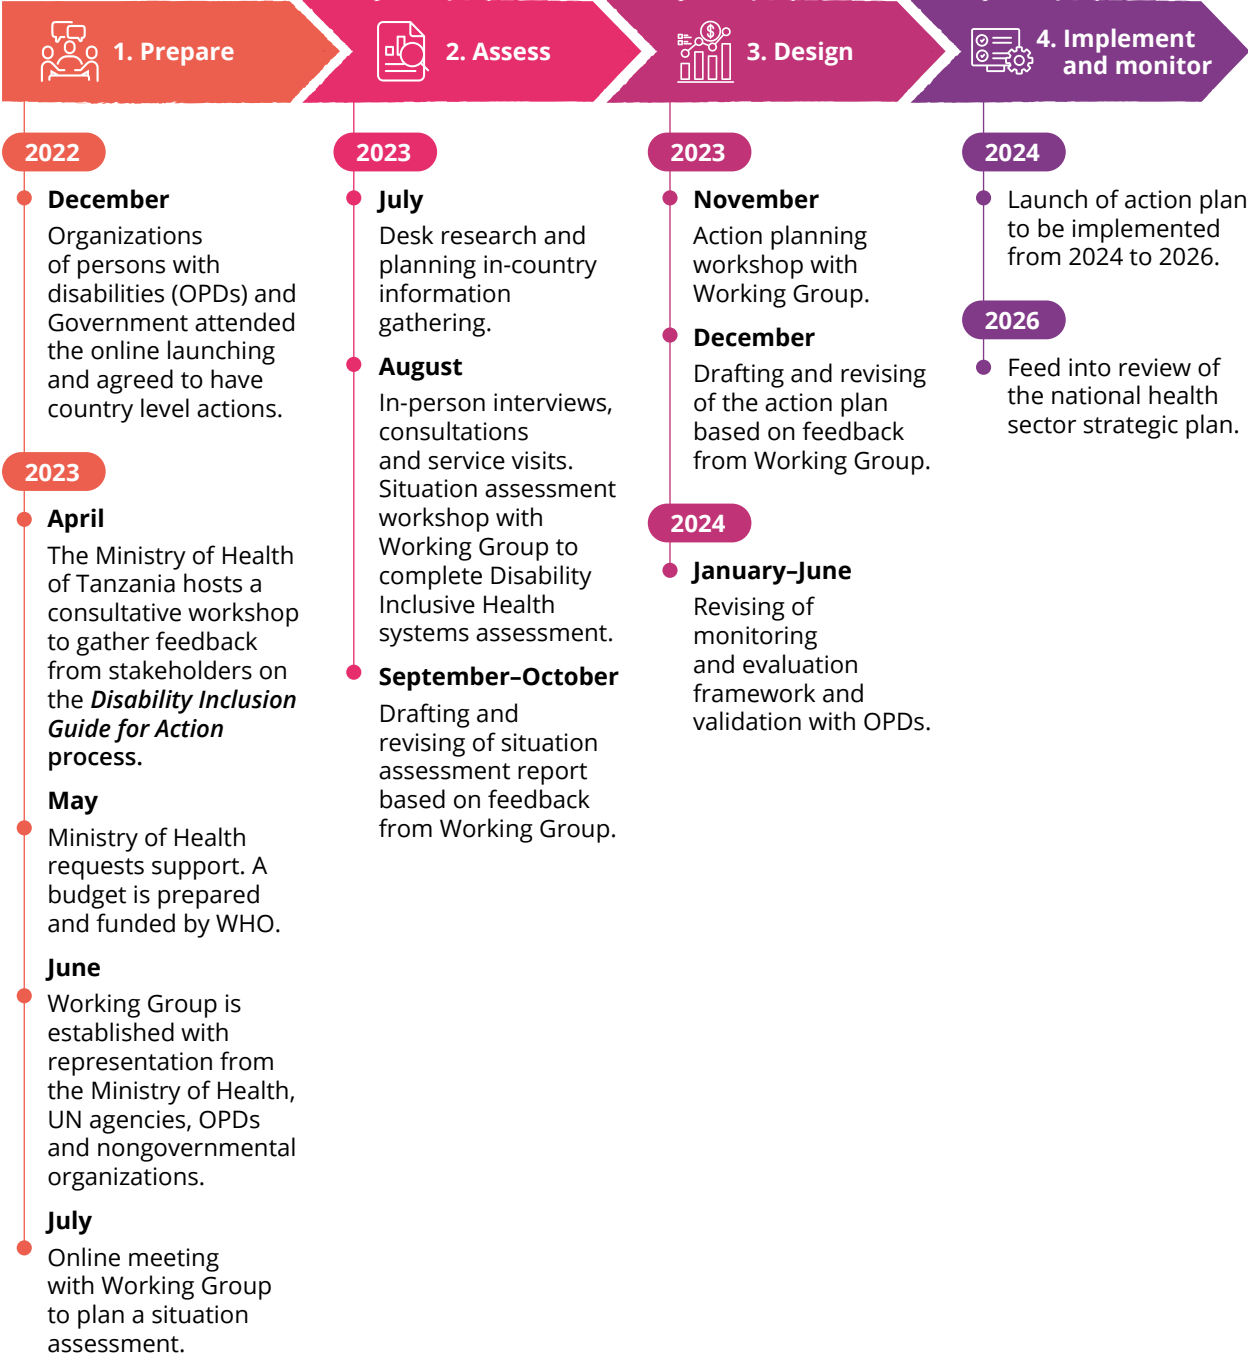 1. Prepare
2. Assess
3. Design
4. Implement
and monitor
2022
December
Organizations
of persons with
disabilities (OPDs) and
Government attended
the online launching
and agreed to have
country level actions.
2023
April
The Ministry of Health
of Tanzania hosts a
consultative workshop
to gather feedback
from stakeholders on
the Disability Inclusion
Guide for Action
process.
May
Ministry of Health
requests support. A
budget is prepared
and funded by WHO.
June
Working Group is
established with
representation from
the Ministry of Health,
UN agencies, OPDs
and nongovernmental
organizations.
July
Online meeting
with Working Group
to plan a situation
assessment.
2023
July
Desk research and
planning in-country
information
gathering.
August
In-person interviews,
consultations
and service visits.
Situation assessment
workshop with
Working Group to
complete Disability
Inclusive Health
systems assessment.
September–October
Drafting and
revising of situation
assessment report
based on feedback
from Working Group.
2023
November
Action planning
workshop with
Working Group.
December
Drafting and revising
of the action plan
based on feedback
from Working Group.
2024
January–June
Revising of
monitoring
and evaluation
framework and
validation with OPDs.
2024
Launch of action plan
to be implemented
from 2024 to 2026.
2026
Feed into review of
the national health
sector strategic plan.